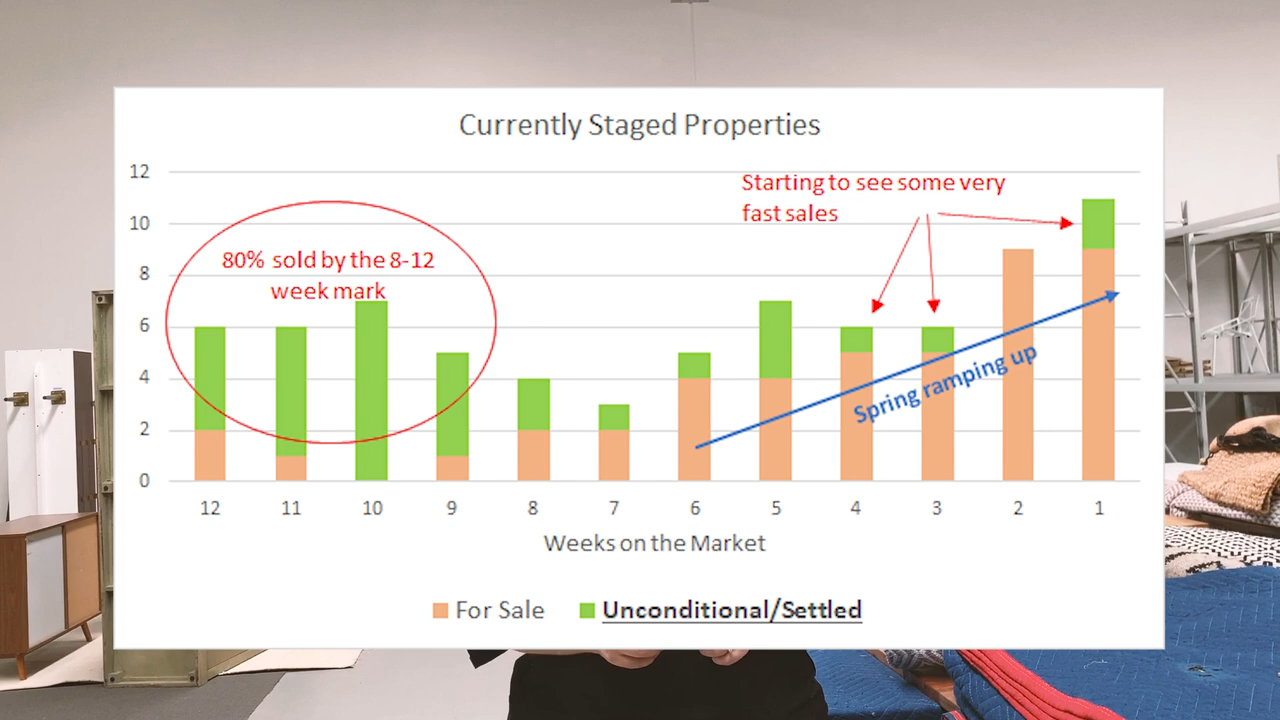 Currently Staged Properties
12
10
8
6
4
2
0
Starting to see some very
fast sales
80% sold by the 8-12
week mark
Spring ramping up
12 11 10 9 8 7 6 5 4 3 2 1
Weeks on the Market
For Sale Unconditional/Settled